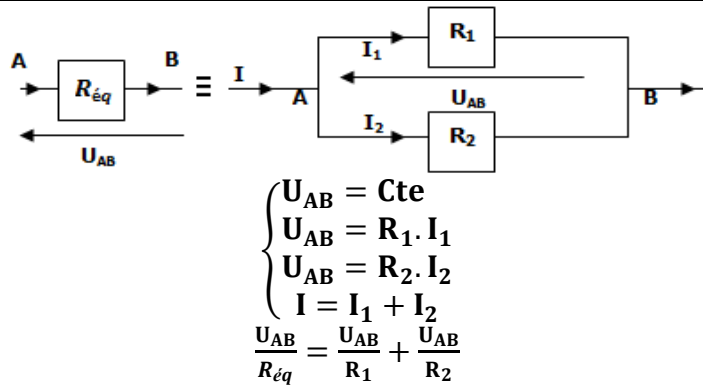 A R_éq B ≡ I A I₁ R₁ U_AB I₂ R₂ B
U_AB
U_AB = Cte
U_AB = R₁. I₁
U_AB = R₂. I₂
I = I₁ + I₂
U_AB/R_éq = U_AB/R₁ + U_AB/R₂